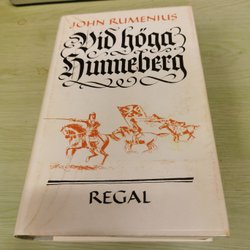 JOHN RUMENIUS
Vid höga
Hunneberg
REGAL